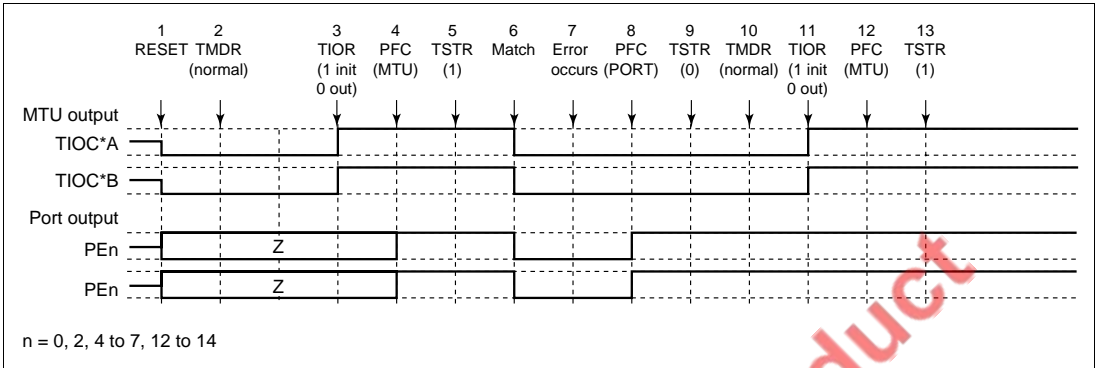 1 2 3 4 5 6 7 8 9 10 11 12 13
RESET TMDR TIOR PFC TSTR Match Error PFC TSTR TMDR TIOR PFC TSTR
(normal) (1 init (MTU) (1) occurs (PORT) (0) (normal) (1 init (MTU) (1)
0 out) 0 out)
MTU output
TIOC*A
TIOC*B
Port output
PEn Z
PEn Z
n = 0, 2, 4 to 7, 12 to 14
duct